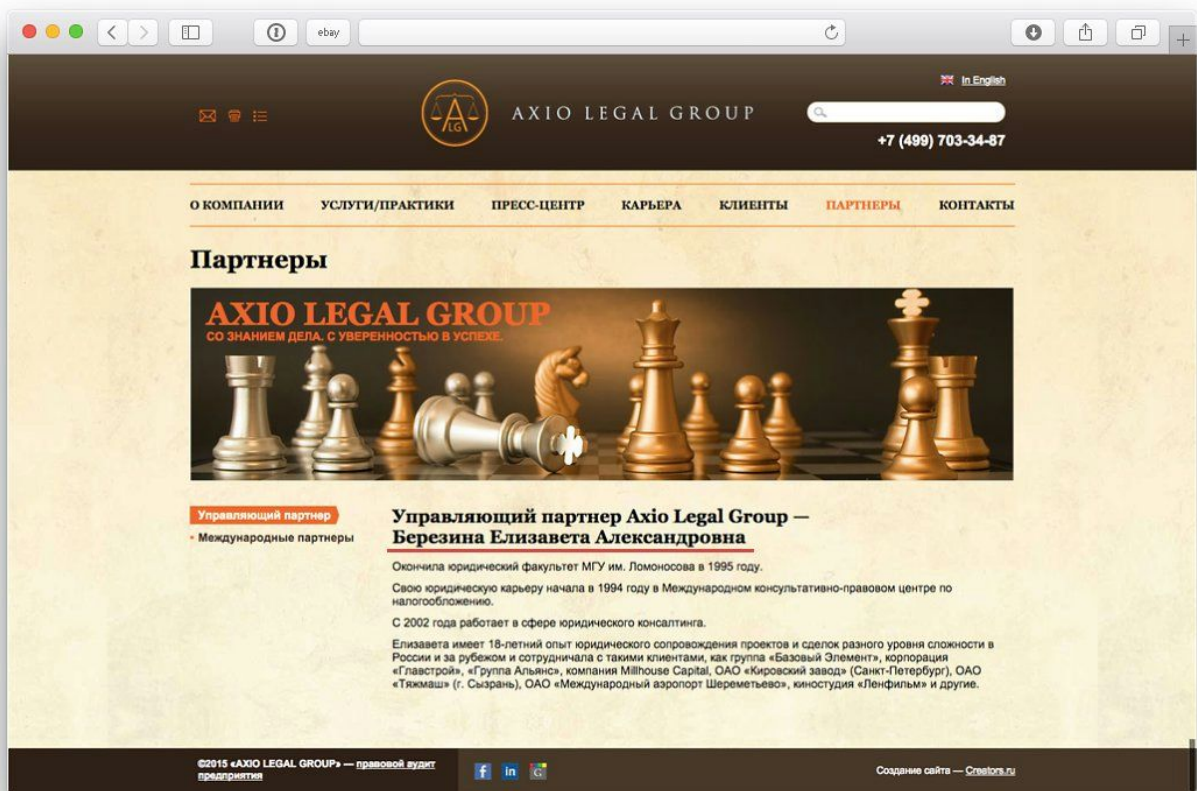 ebay
In English
ALG
AXIO LEGAL GROUP
+7 (499) 703-34-87
О КОМПАНИИ УСЛУГИ/ПРАКТИКИ ПРЕСС-ЦЕНТР КАРЬЕРА КЛИЕНТЫ ПАРТНЕРЫ КОНТАКТЫ
Партнеры
AXIO LEGAL GROUP
СО ЗНАНИЕМ ДЕЛА. С УВЕРЕННОСТЬЮ В УСПЕХЕ.
Управляющий партнер
Международные партнеры
Управляющий партнер Axio Legal Group —
Березина Елизавета Александровна
Окончила юридический факультет МГУ им. Ломоносова в 1995 году.
Свою юридическую карьеру начала в 1994 году в Международном консультативно-правовом центре по
налогообложению.
С 2002 года работает в сфере юридического консалтинга.
Елизавета имеет 18-летний опыт юридического сопровождения проектов и сделок разного уровня сложности в
России и за рубежом и сотрудничала с такими клиентами, как группа «Базовый Элемент», корпорация
«Главстрой», «Группа Альянс», компания Millhouse Capital, ОАО «Кировский завод» (Санкт-Петербург), ОАО
«Тяжмаш» (г. Сызрань), ОАО «Международный аэропорт Шереметьево», киностудия «Ленфильм» и другие.
©2015 «AXIO LEGAL GROUP» — правовой аудит
предприятия
f in G
Создание сайта — Creators.ru